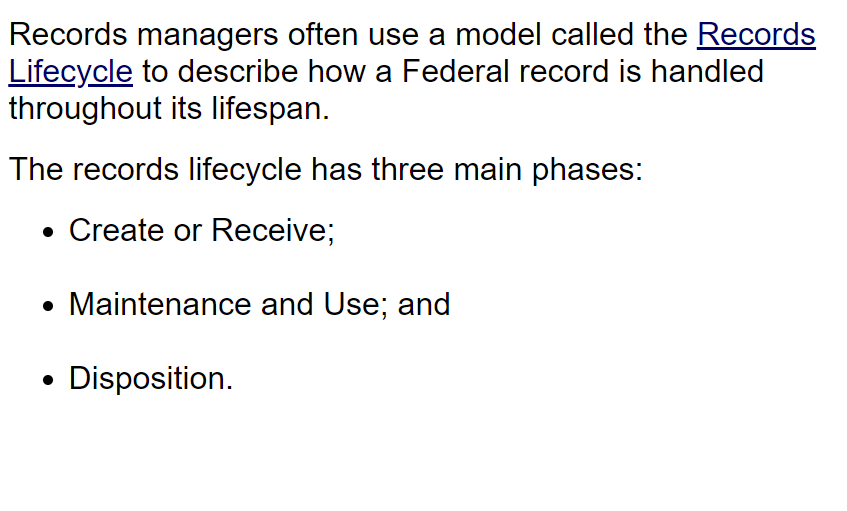 Records managers often use a model called the Records
Lifecycle to describe how a Federal record is handled
throughout its lifespan.
The records lifecycle has three main phases:
• Create or Receive;
• Maintenance and Use; and
• Disposition.